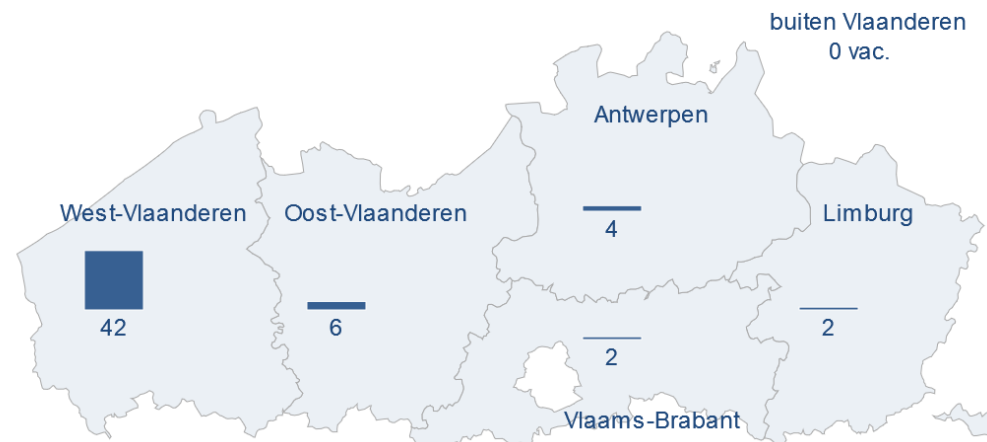 buiten Vlaanderen
0 vac.
Antwerpen
4
West-Vlaanderen
42
Oost-Vlaanderen
6
Limburg
2
2
Vlaams-Brabant